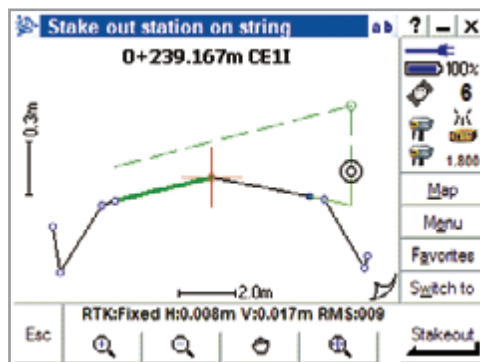 Stake out station on string
ab
?
0+239.167m CE1I
100%
6
0.3m
1.800
Map
Menu
Favorites
2.0m
Switch to
RTK:Fixed H:0.008m V:0.017m RMS:009
Esc
Stakeout